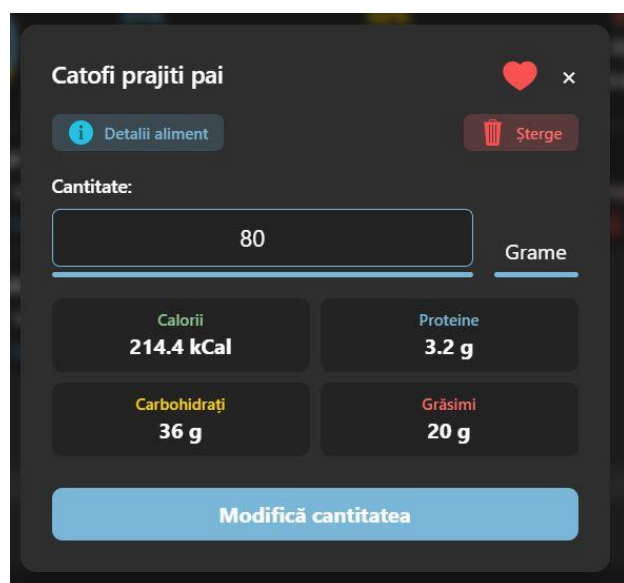 Catofi prajiti pai
×
i Detalii aliment
Șterge
Cantitate:
80
Grame
Calorii
214.4 kCal
Proteine
3.2 g
Carbohidrați
36 g
Grăsimi
20 g
Modifică cantitatea